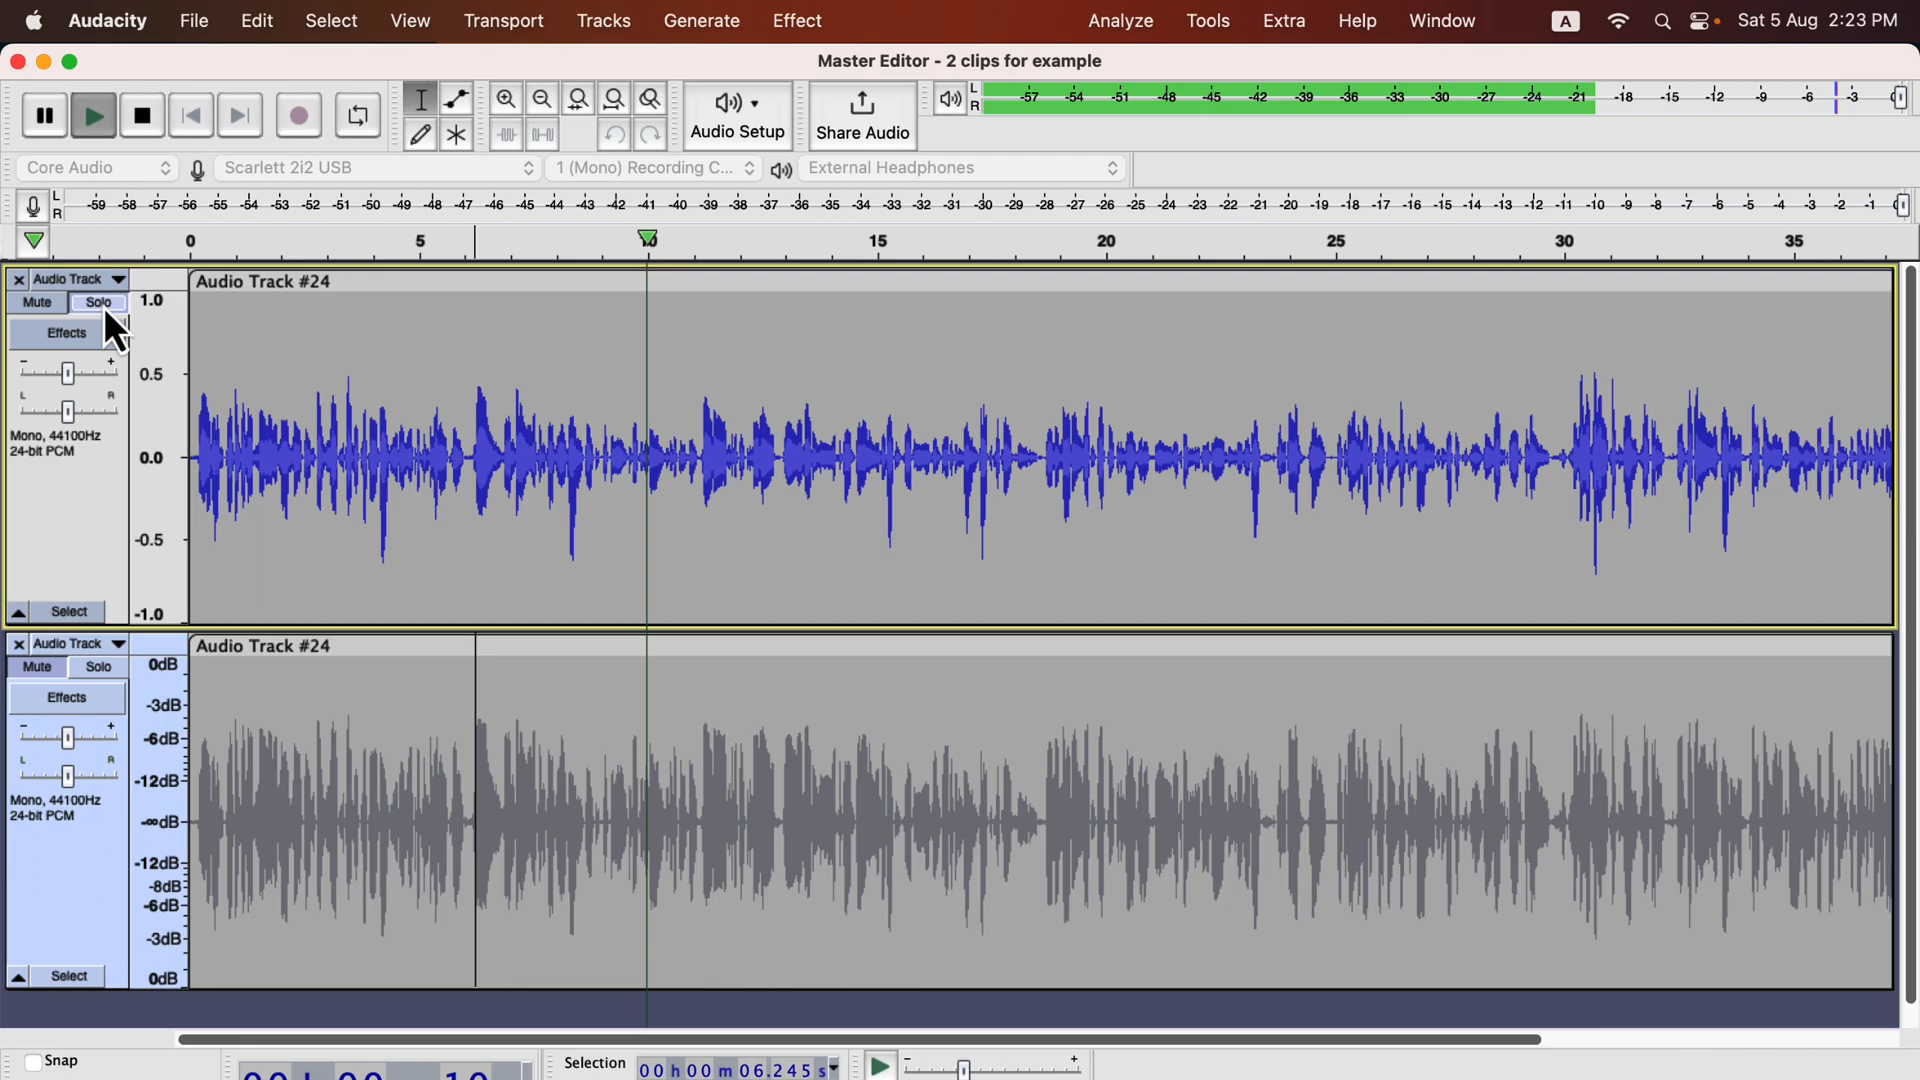 Audacity File Edit Select View Transport Tracks Generate Effect Analyze Tools Extra Help Window A Sat 5 Aug 2:23 PM
Master Editor - 2 clips for example
Audio Setup Share Audio L R -57 -54 -51 -48 -45 -42 -39 -36 -33 -30 -27 -24 -21 -18 -15 -12 -9 -6 -3
Core Audio Scarlett 2i2 USB 1 (Mono) Recording C... External Headphones
L R -59 -58 -57 -56 -55 -54 -53 -52 -51 -50 -49 -48 -47 -46 -45 -44 -43 -42 -41 -40 -39 -38 -37 -36 -35 -34 -33 -32 -31 -30 -29 -28 -27 -26 -25 -24 -23 -22 -21 -20 -19 -18 -17 -16 -15 -14 -13 -12 -11 -10 -9 -8 -7 -6 -5 -4 -3 -2 -1
0 5 10 15 20 25 30 35
Audio Track Audio Track #24
Mute Solo 1.0
Effects
- +
0.5
L R
Mono, 44100Hz
24-bit PCM
0.0
-0.5
Select -1.0
Audio Track Audio Track #24
Mute Solo 0dB
Effects
-3dB
- +
-6dB
L R
-12dB
Mono, 44100Hz
24-bit PCM
-∞dB
-12dB
-8dB
-6dB
-3dB
Select 0dB
Snap Selection 00 h 00 m 06.245 s - +